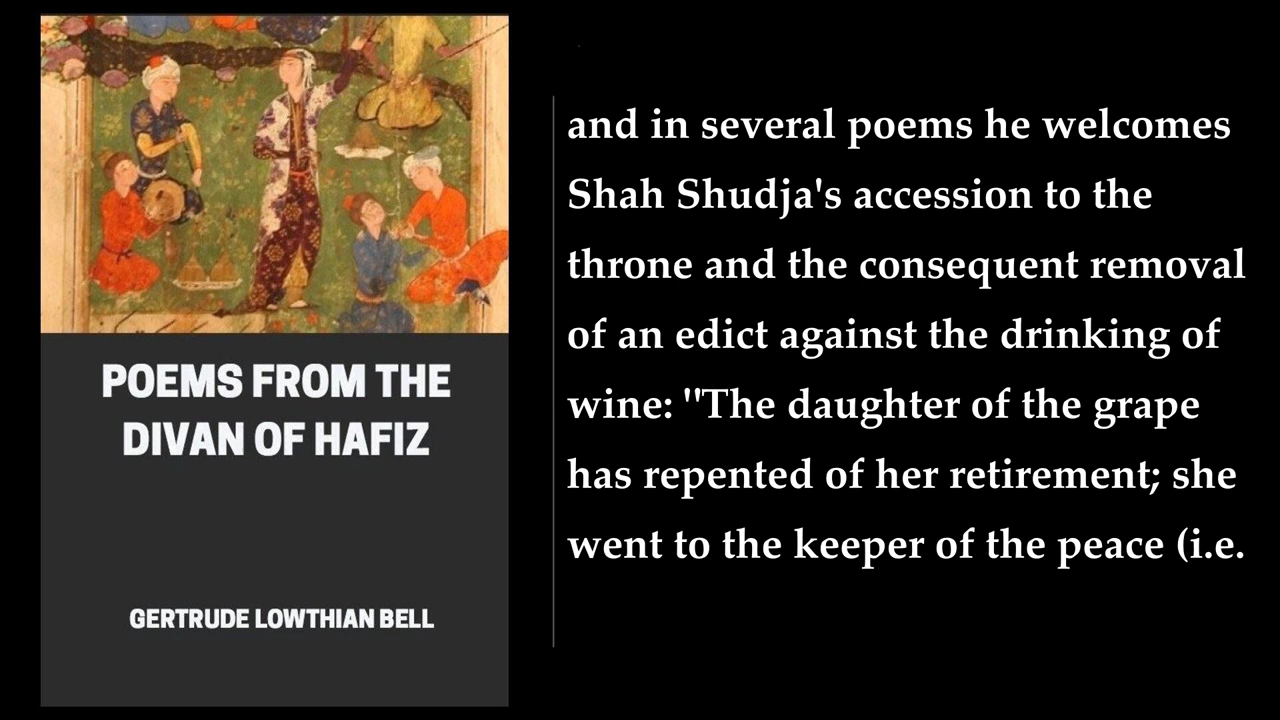 POEMS FROM THE
DIVAN OF HAFIZ
GERTRUDE LOWTHIAN BELL
and in several poems he welcomes
Shah Shudja's accession to the
throne and the consequent removal
of an edict against the drinking of
wine: "The daughter of the grape
has repented of her retirement; she
went to the keeper of the peace (i.e.